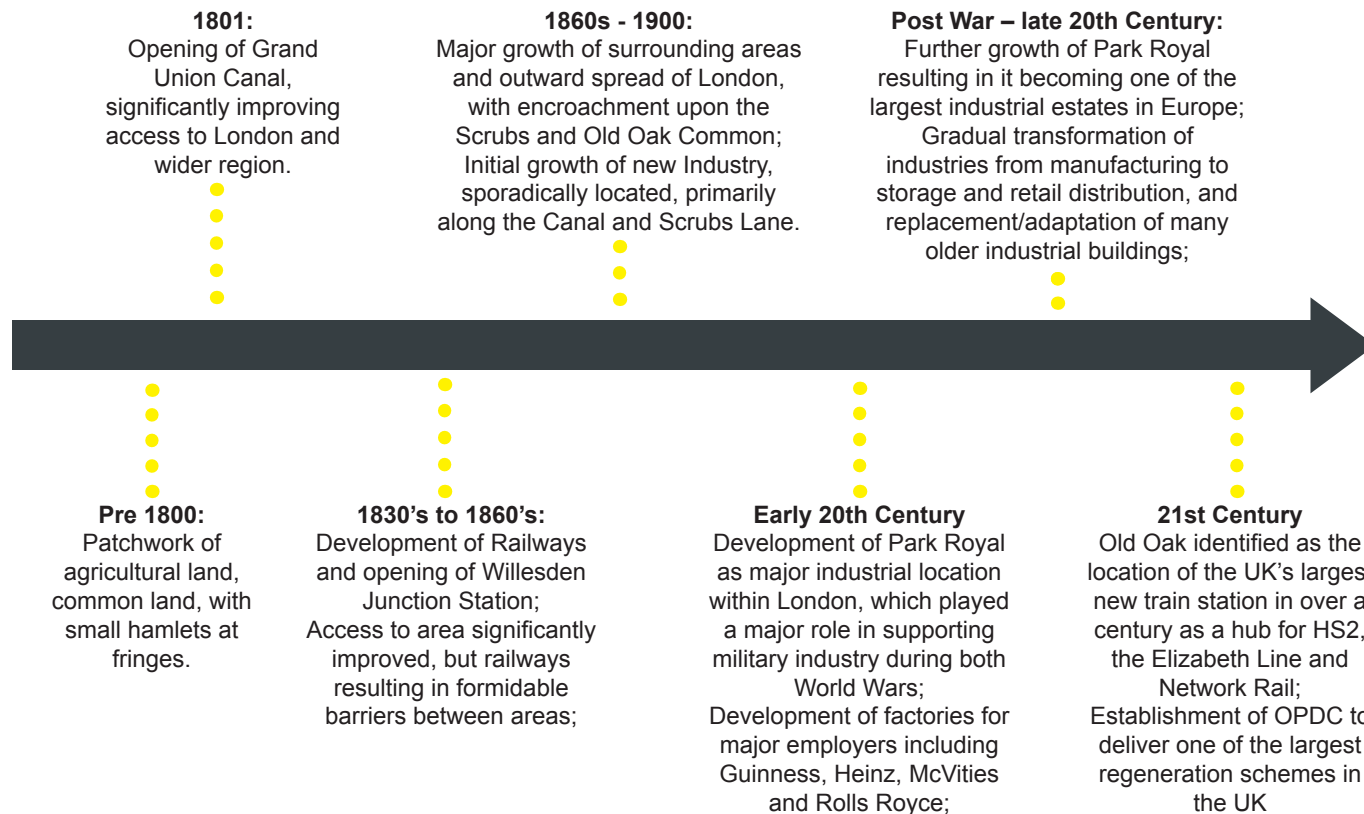 1801:
Opening of Grand
Union Canal,
significantly improving
access to London and
wider region.
1860s - 1900:
Major growth of surrounding areas
and outward spread of London,
with encroachment upon the
Scrubs and Old Oak Common;
Initial growth of new Industry,
sporadically located, primarily
along the Canal and Scrubs Lane.
Post War – late 20th Century:
Further growth of Park Royal
resulting in it becoming one of the
largest industrial estates in Europe;
Gradual transformation of
industries from manufacturing to
storage and retail distribution, and
replacement/adaptation of many
older industrial buildings;
Pre 1800:
Patchwork of
agricultural land,
common land, with
small hamlets at
fringes.
1830’s to 1860’s:
Development of Railways
and opening of Willesden
Junction Station;
Access to area significantly
improved, but railways
resulting in formidable
barriers between areas;
Early 20th Century
Development of Park Royal
as major industrial location
within London, which played
a major role in supporting
military industry during both
World Wars;
Development of factories for
major employers including
Guinness, Heinz, McVities
and Rolls Royce;
21st Century
Old Oak identified as the
location of the UK’s larges
new train station in over a
century as a hub for HS2,
the Elizabeth Line and
Network Rail;
Establishment of OPDC to
deliver one of the largest
regeneration schemes in
the UK